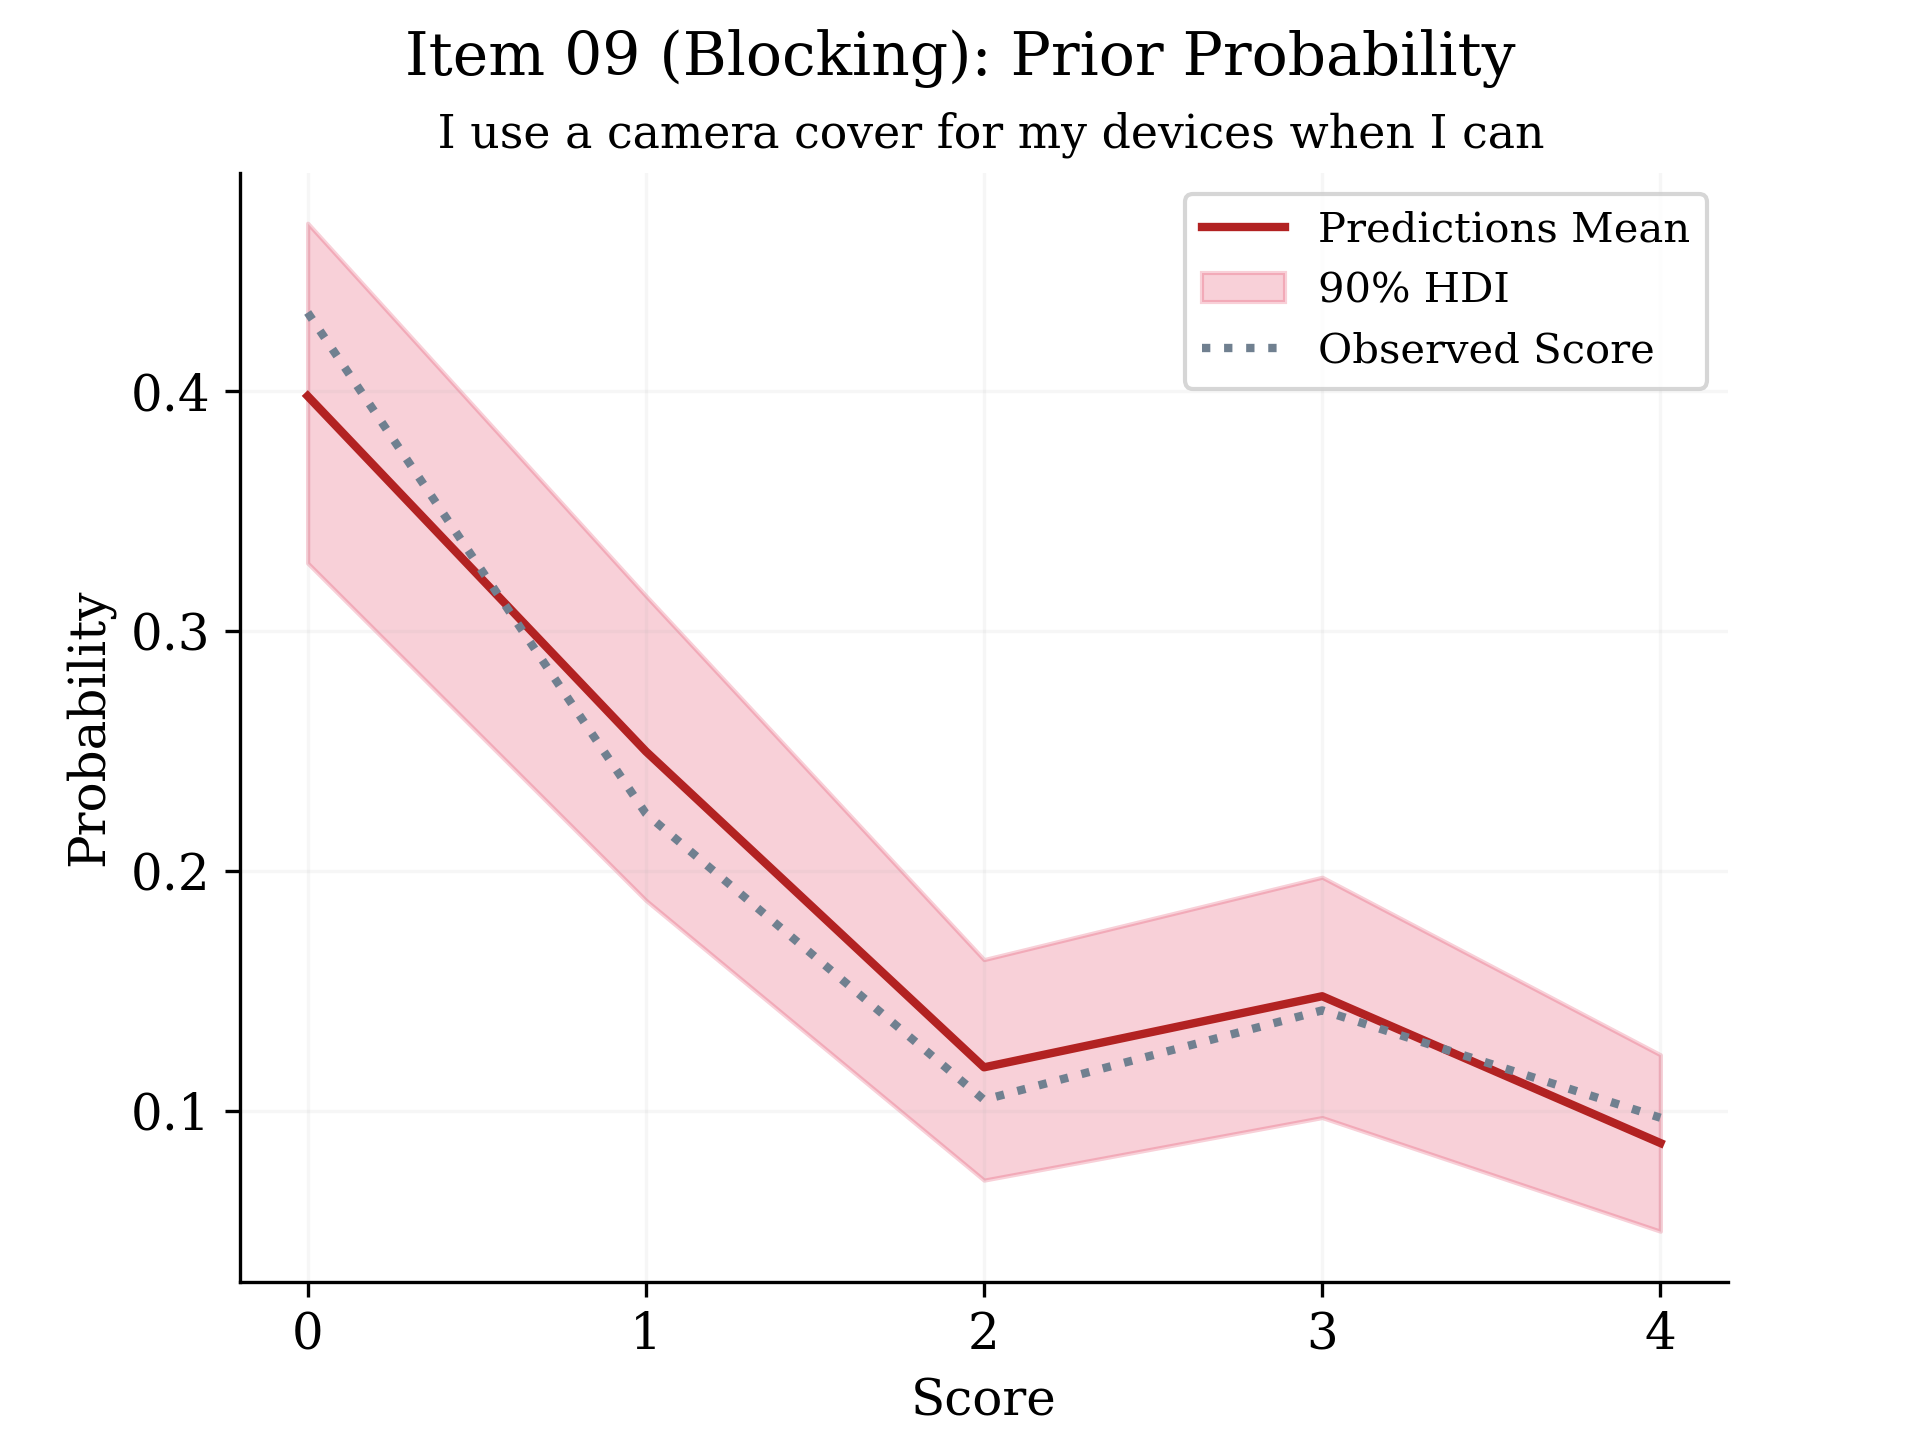 Item 09 (Blocking): Prior Probability
I use a camera cover for my devices when I can
Predictions Mean
90% HDI
Observed Score
Probability
0.4
0.3
0.2
0.1
0 1 2 3 4
Score